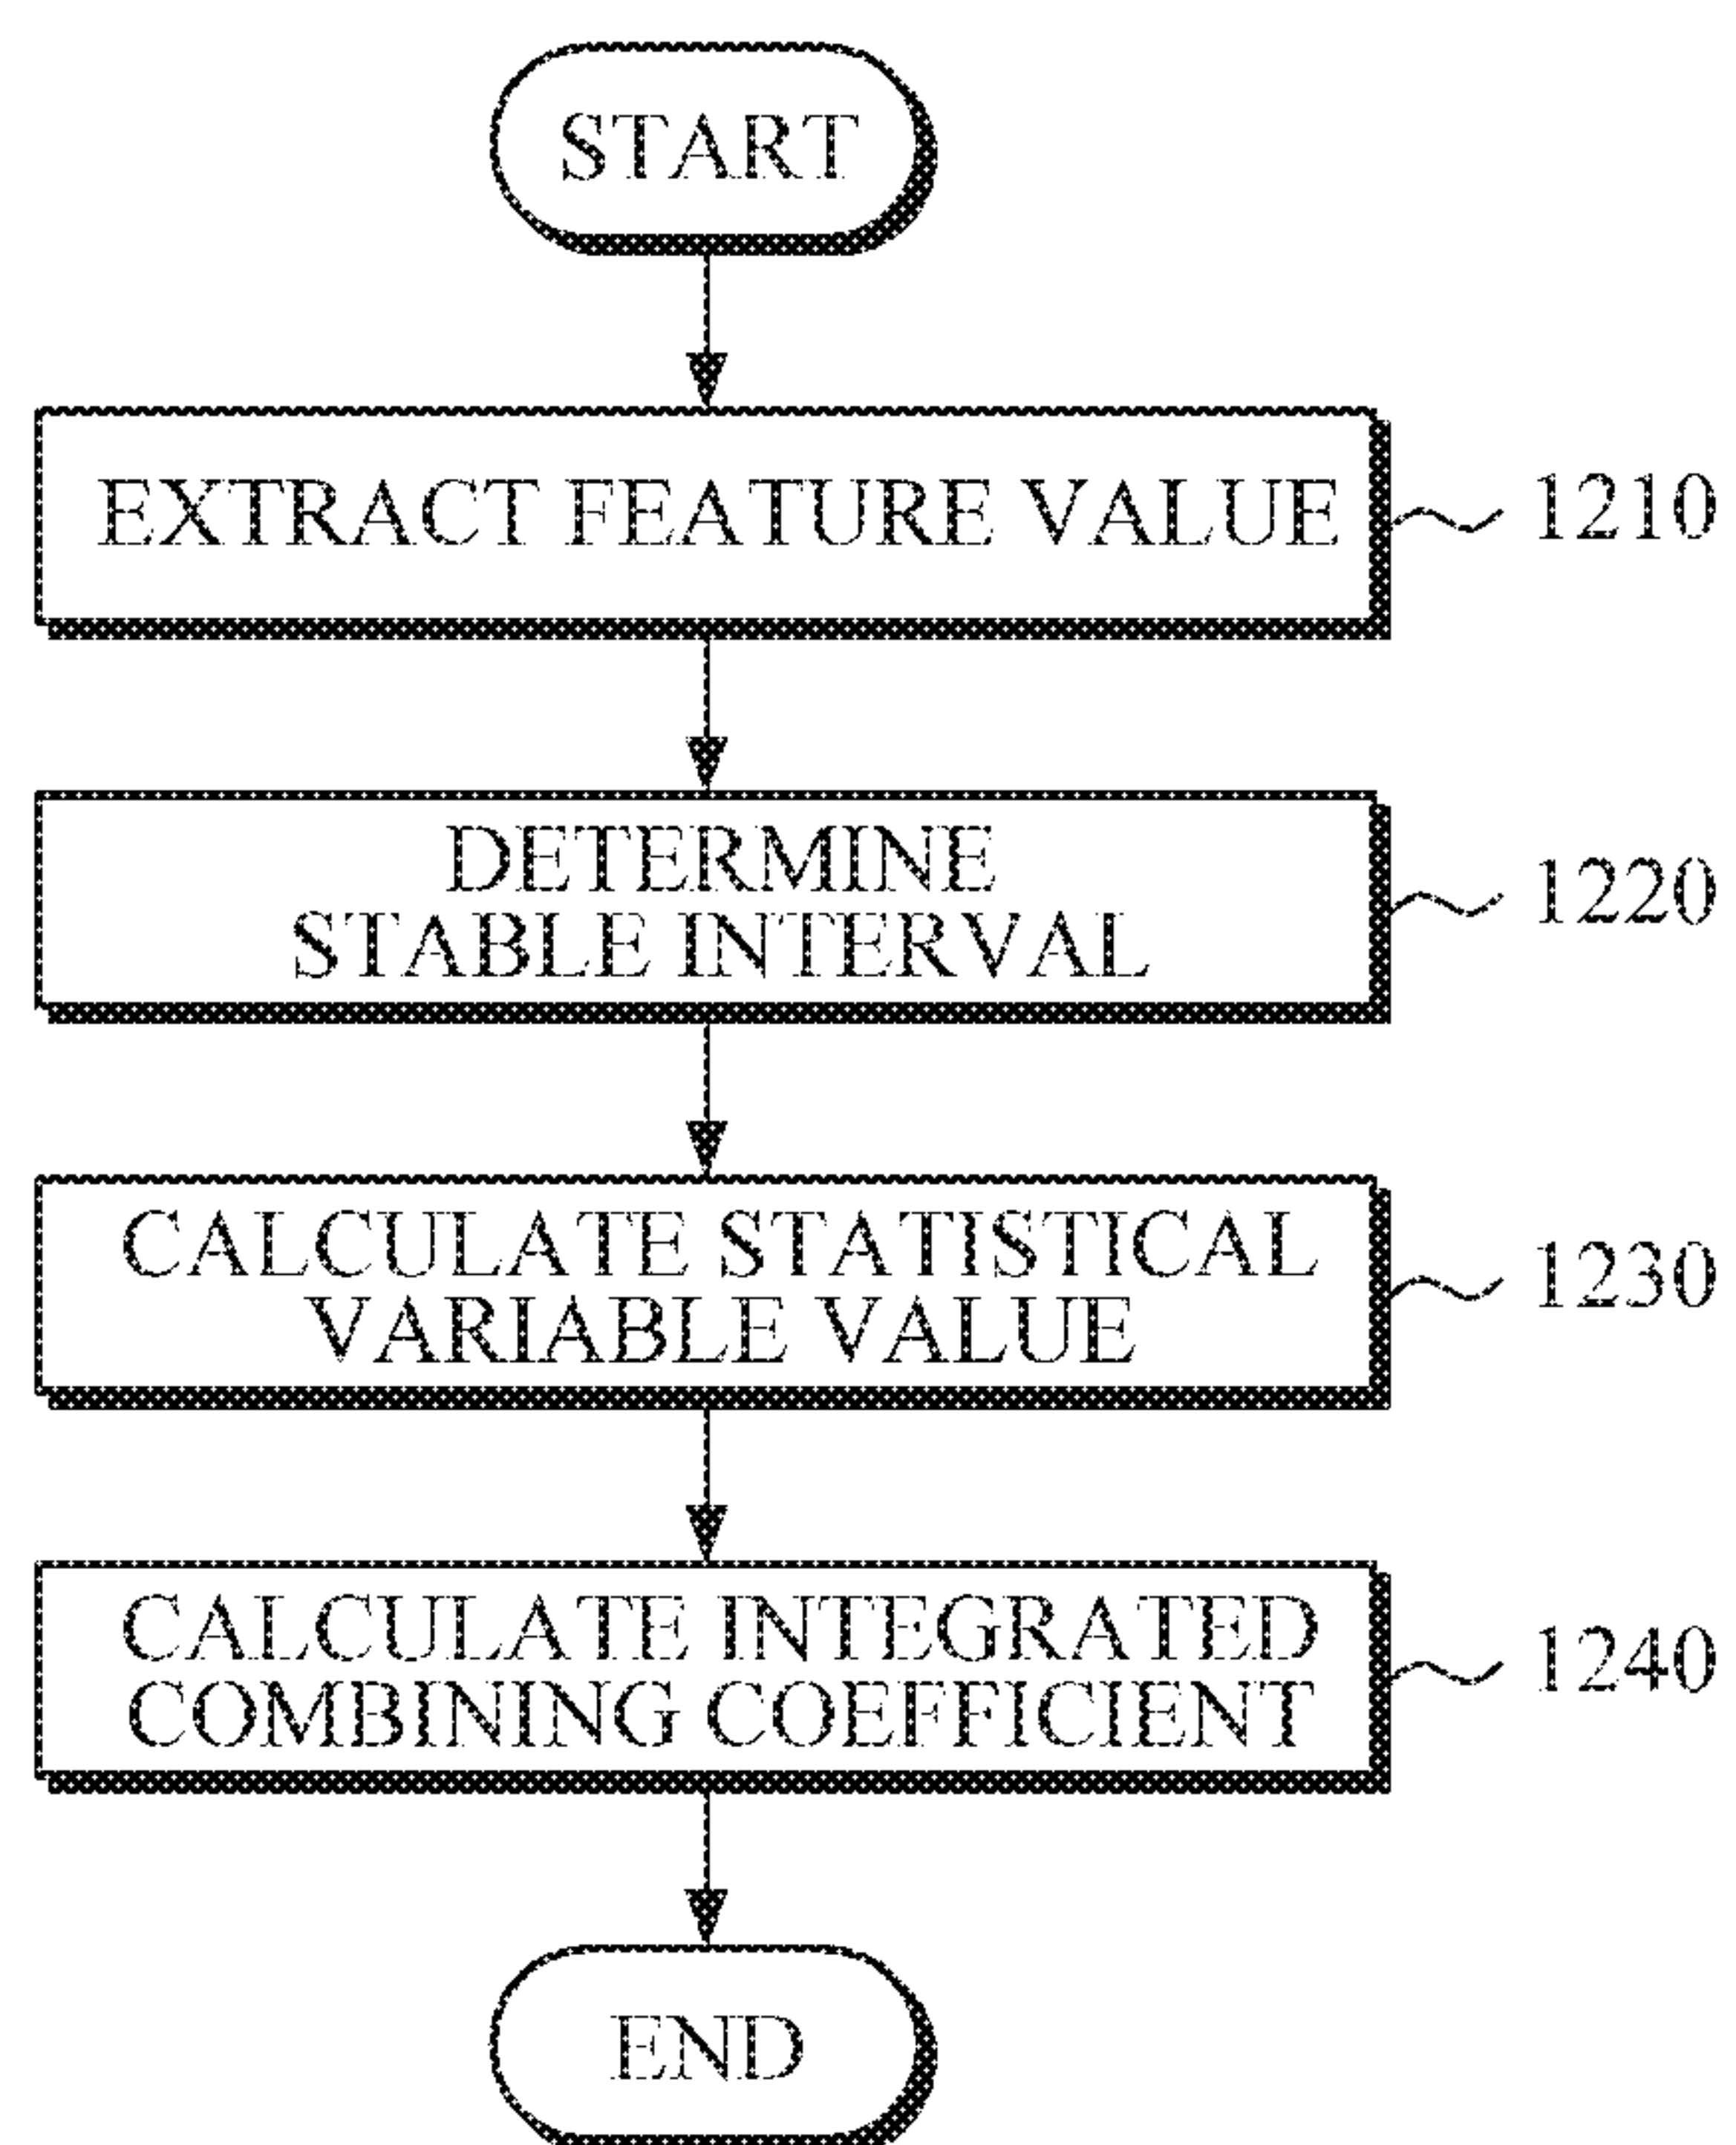 START
EXTRACT FEATURE VALUE
1210
DETERMINE
STABLE INTERVAL
1220
CALCULATE STATISTICAL
VARIABLE VALUE
1230
CALCULATE INTEGRATED
COMBINING COEFFICIENT
1240
END